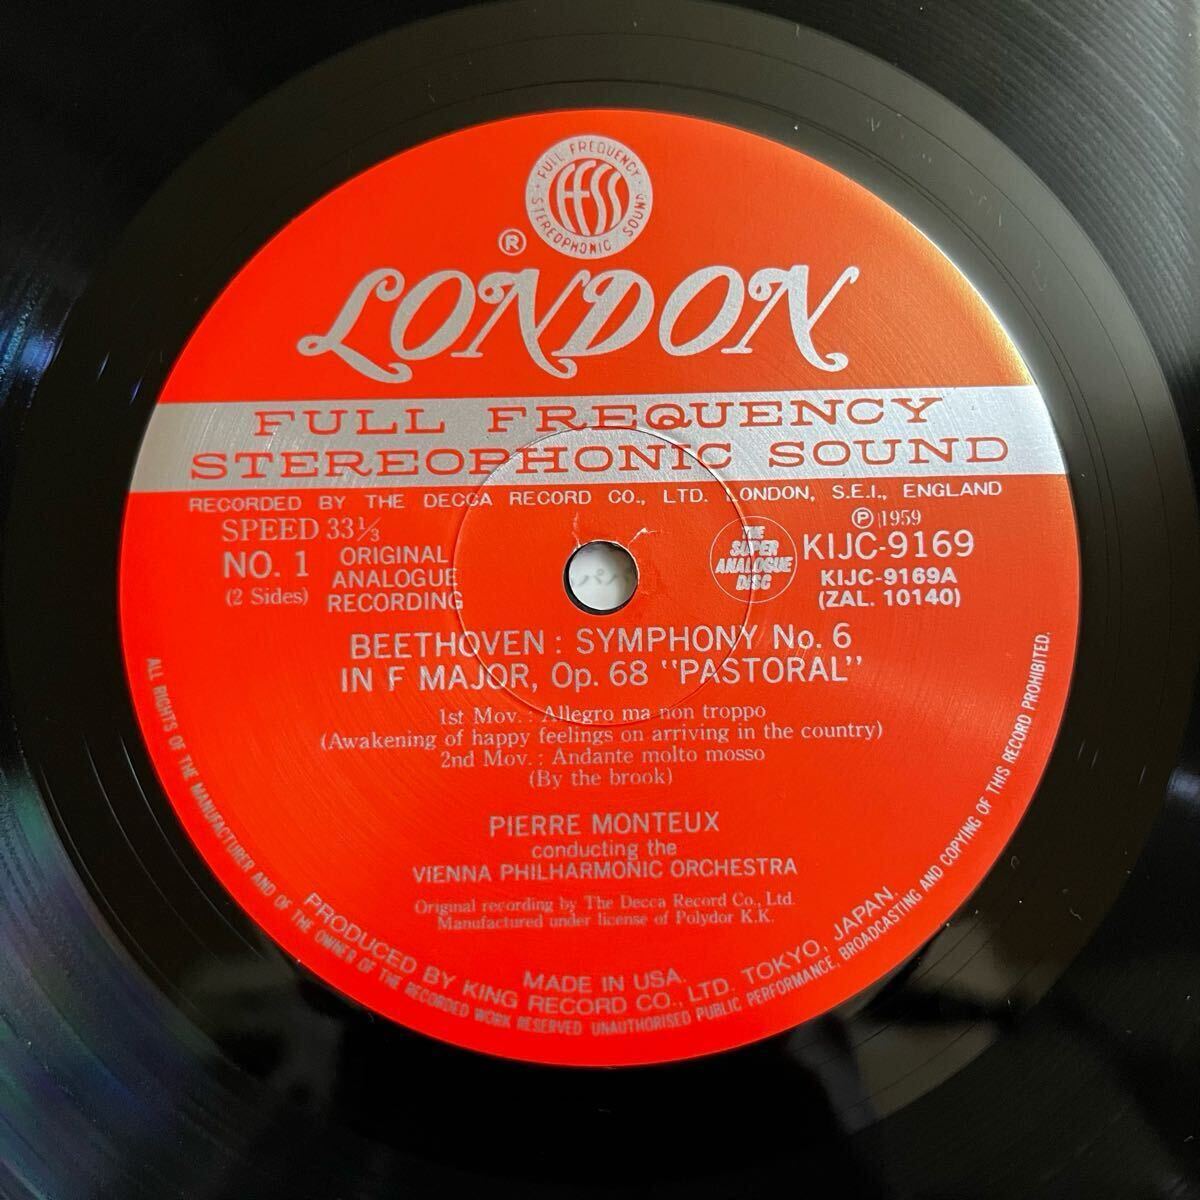 FULL FREQUENCY STEREOPHONIC SOUND
FFSS
®
LONDON
FULL FREQUENCY
STEREOPHONIC SOUND
RECORDED BY THE DECCA RECORD CO., LTD. LONDON, S.E.I., ENGLAND
SPEED 33⅓
NO. 1
(2 Sides)
ORIGINAL
ANALOGUE
RECORDING
THE
SUPER
ANALOGUE
DISC
Ⓟ 1959
KIJC-9169
KIJC-9169A
(ZAL. 10140)
BEETHOVEN : SYMPHONY No. 6
IN F MAJOR, Op. 68 "PASTORAL"
1st Mov. : Allegro ma non troppo
(Awakening of happy feelings on arriving in the country)
2nd Mov. : Andante molto mosso
(By the brook)
PIERRE MONTEUX
conducting the
VIENNA PHILHARMONIC ORCHESTRA
Original recording by The Decca Record Co., Ltd.
Manufactured under license of Polydor K.K.
MADE IN USA.
PRODUCED BY KING RECORD CO., LTD. TOKYO, JAPAN.
ALL RIGHTS OF THE MANUFACTURER AND OF THE OWNER OF THE RECORDED WORK RESERVED UNAUTHORISED PUBLIC PERFORMANCE, BROADCASTING AND COPYING OF THIS RECORD PROHIBITED.